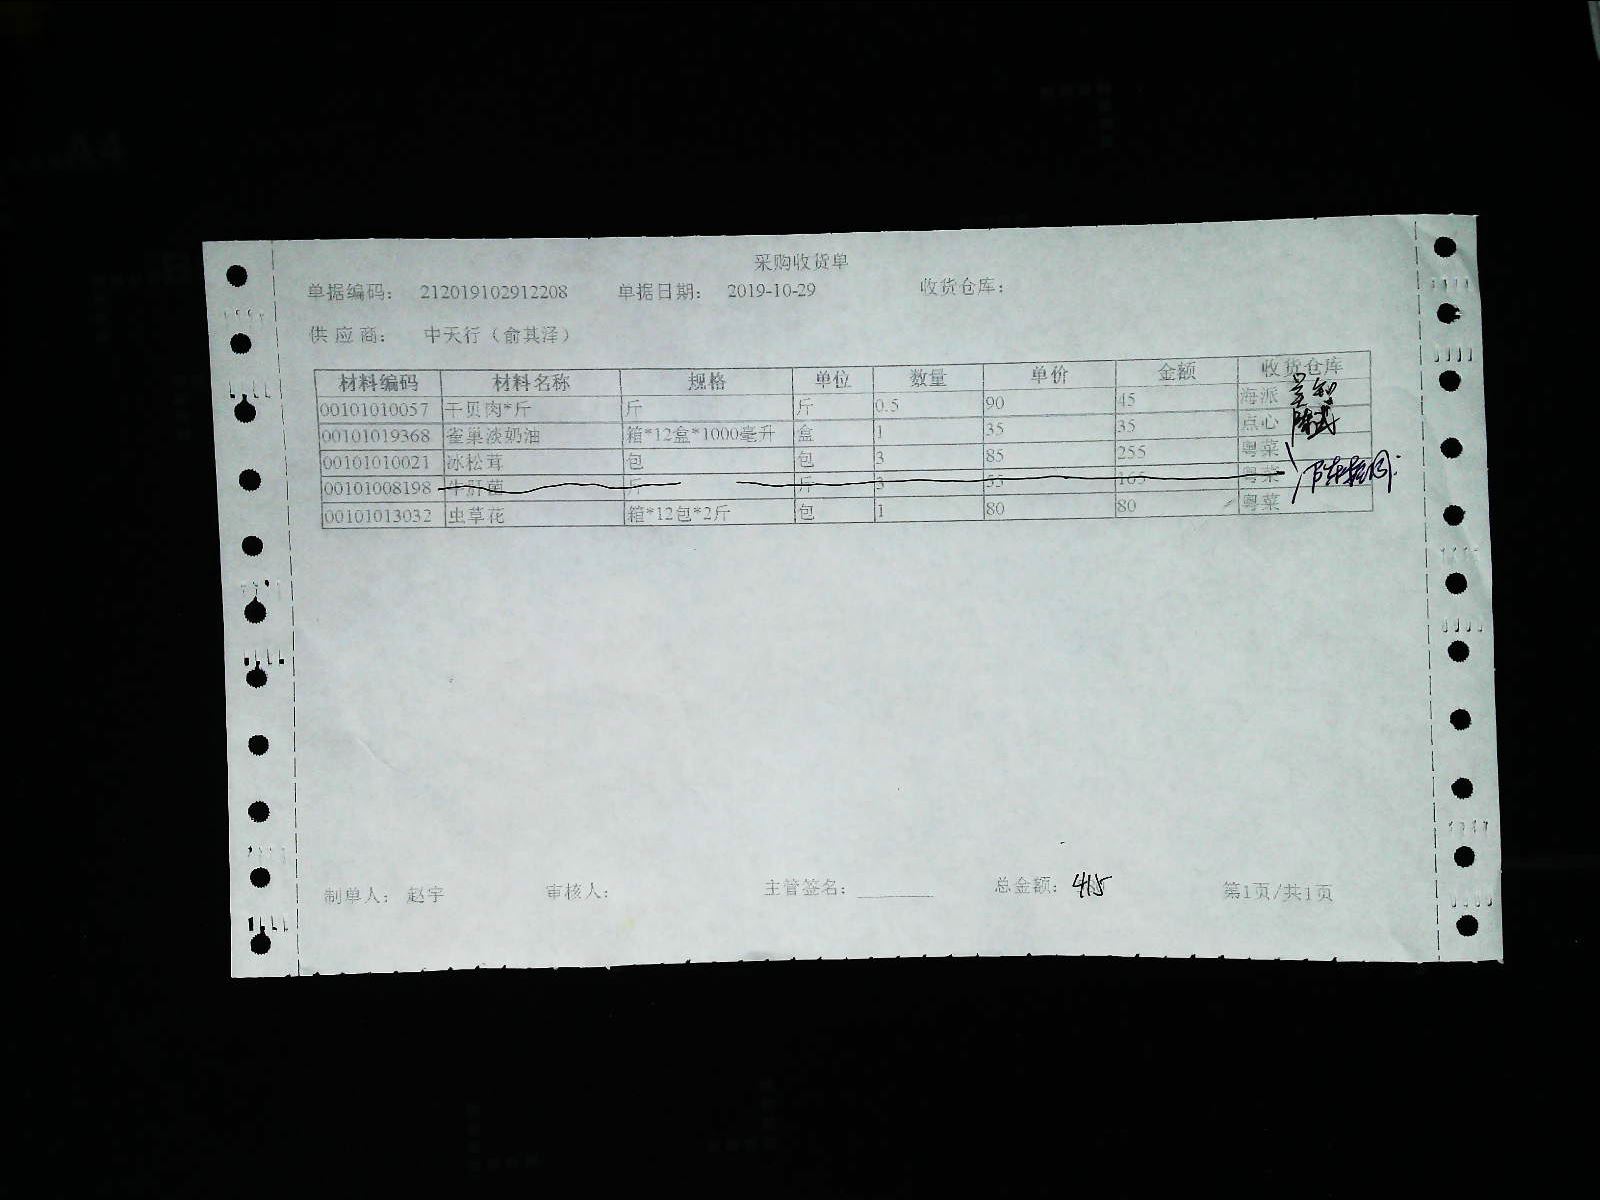 采购收货单
单据编码： 212019102912208 单据日期： 2019-10-29 收货仓库：
供 应 商： 中天行（俞其泽）
材料编码 材料名称 规格 单位 数量 单价 金额 收货仓库
00101010057 干贝肉*斤 斤 斤 0.5 90 45 海派
00101019368 雀巢淡奶油 箱*12盒*1000毫升 盒 1 35 35 点心
00101010021 冰松茸 包 包 3 85 255 粤菜
00101008198 牛肝菌 斤 斤 3 55 165 粤菜
00101013032 虫草花 箱*12包*2斤 包 1 80 80 粤菜
制单人： 赵宇 审核人： 主管签名： 总金额： 415 第1页/共1页